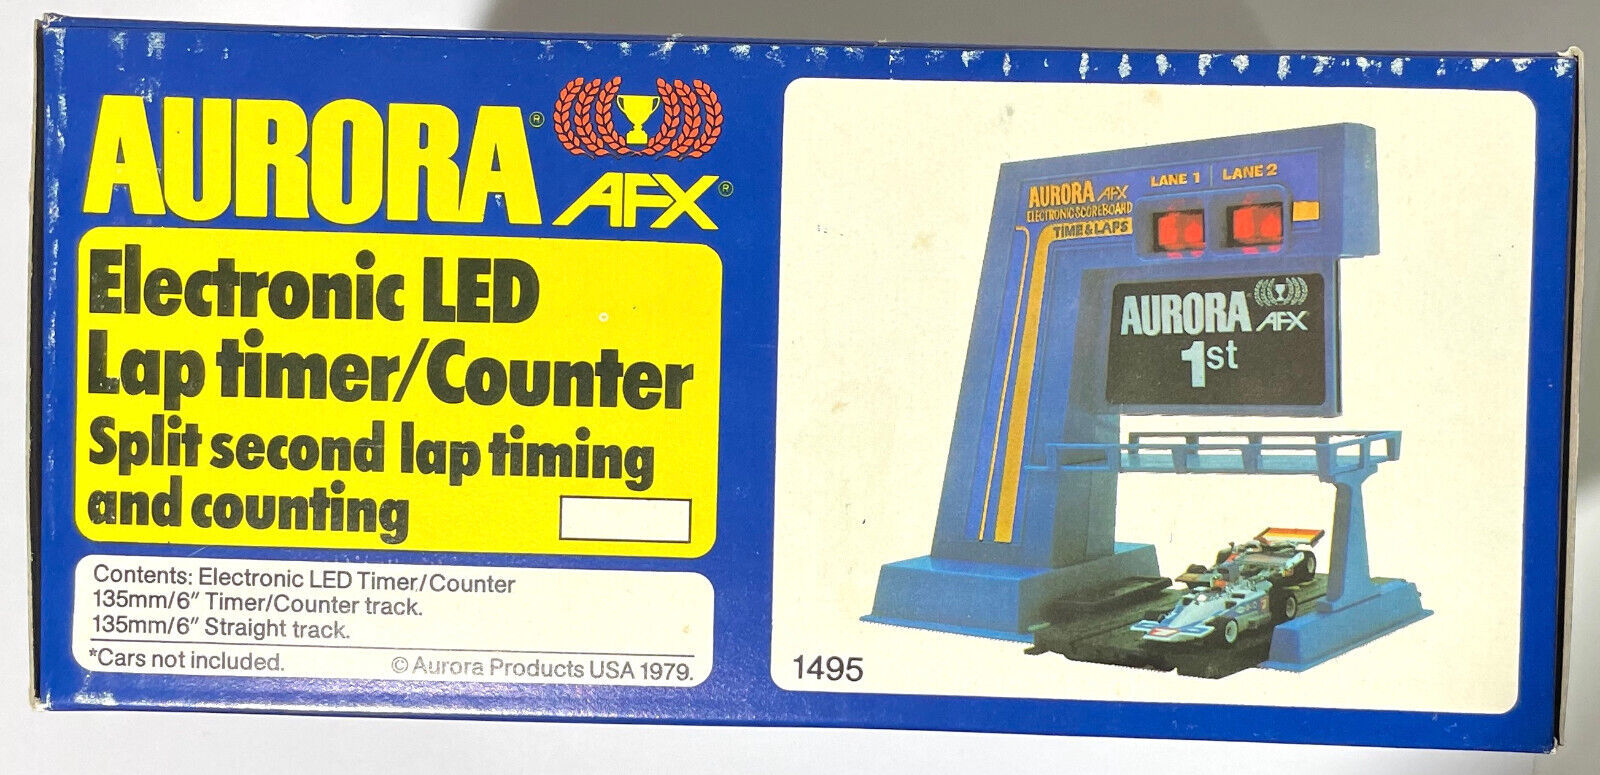 AURORA®
AFX®
Electronic LED
Lap timer/Counter
Split second lap timing
and counting
Contents: Electronic LED Timer/Counter
135mm/6" Timer/Counter track.
135mm/6" Straight track.
*Cars not included.
© Aurora Products USA 1979.
LANE 1 | LANE 2
AURORA AFX
ELECTRONIC SCOREBOARD
TIME & LAPS
AURORA AFX
1st
1495